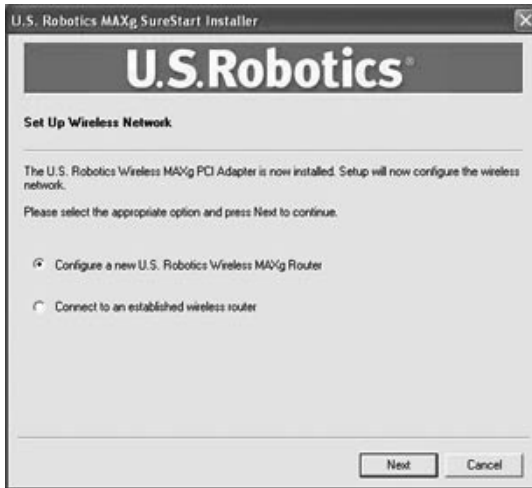 U.S. Robotics MAXg SureStart Installer
U.S.Robotics®
Set Up Wireless Network
The U.S. Robotics Wireless MAXg PCI Adapter is now installed. Setup will now configure the wireless
network.
Please select the appropriate option and press Next to continue.
Configure a new U.S. Robotics Wireless MAXg Router
Connect to an established wireless router
Next
Cancel